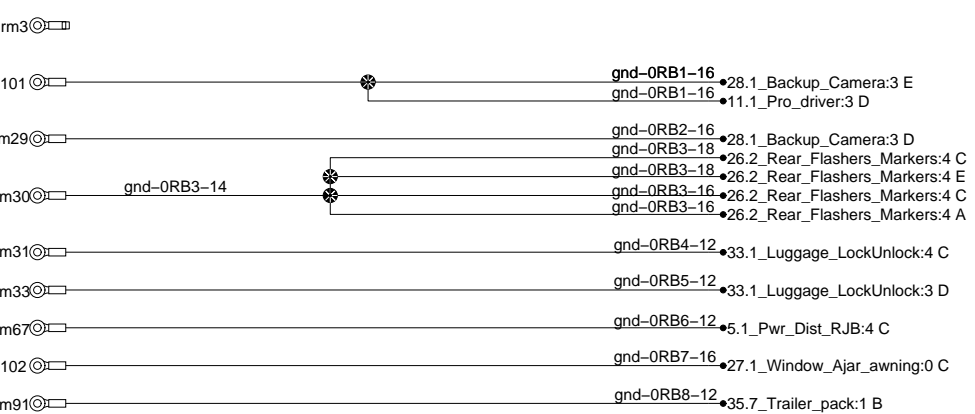 rm3
101
gnd-0RB1-16
28.1_Backup_Camera:3 E
gnd-0RB1-16
11.1_Pro_driver:3 D
m29
gnd-0RB2-16
28.1_Backup_Camera:3 D
gnd-0RB3-18
26.2_Rear_Flashers_Markers:4 C
gnd-0RB3-18
26.2_Rear_Flashers_Markers:4 E
m30
gnd-0RB3-14
gnd-0RB3-16
26.2_Rear_Flashers_Markers:4 C
gnd-0RB3-16
26.2_Rear_Flashers_Markers:4 A
m31
gnd-0RB4-12
33.1_Luggage_LockUnlock:4 C
m33
gnd-0RB5-12
33.1_Luggage_LockUnlock:3 D
m67
gnd-0RB6-12
5.1_Pwr_Dist_RJB:4 C
102
gnd-0RB7-16
27.1_Window_Ajar_awning:0 C
m91
gnd-0RB8-12
35.7_Trailer_pack:1 B